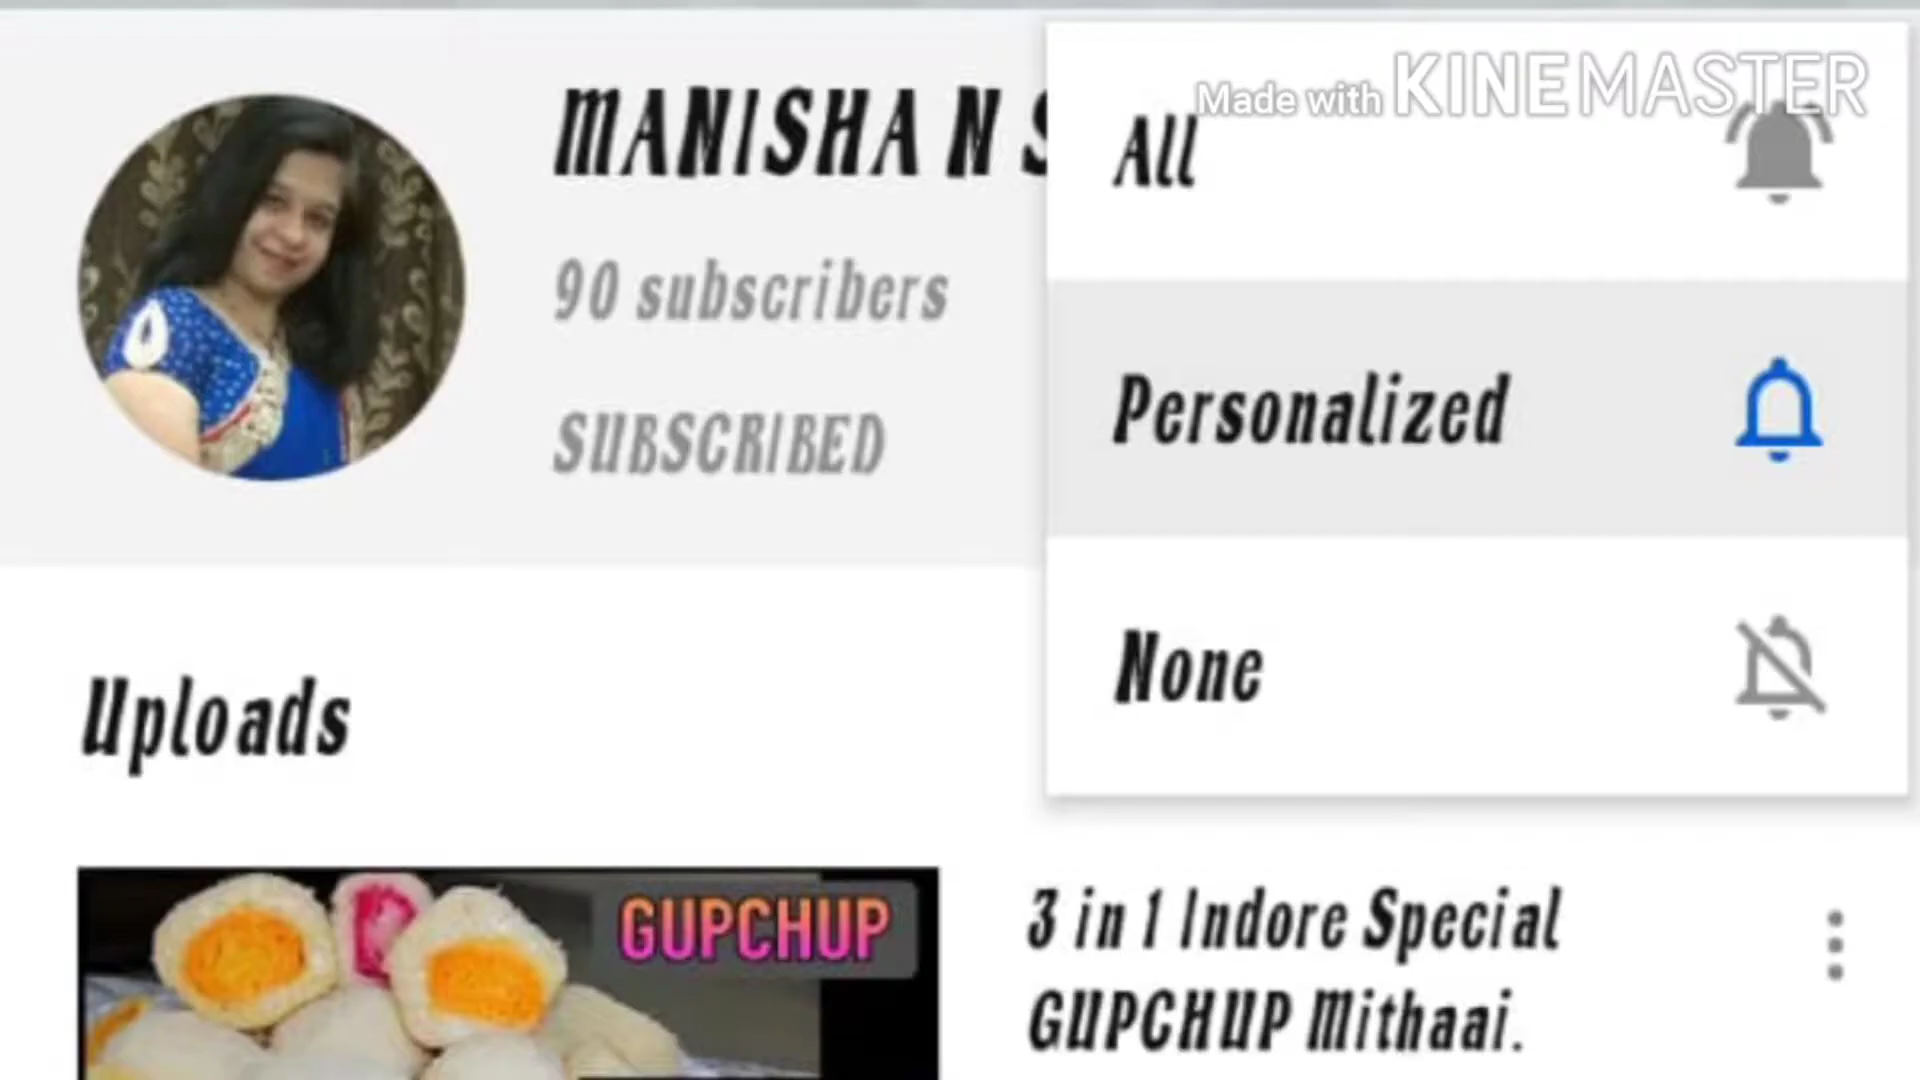 Made with KINEMASTER
MANISHA N S
90 subscribers
SUBSCRIBED
All
Personalized
None
Uploads
GUPCHUP
3 in 1 Indore Special
GUPCHUP Mithaai.